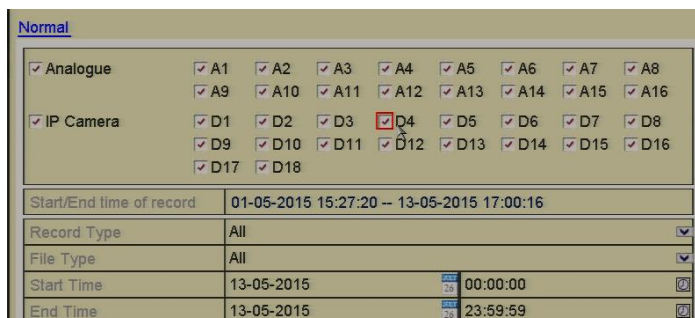 Normal
Analogue A1 A2 A3 A4 A5 A6 A7 A8
A9 A10 A11 A12 A13 A14 A15 A16
IP Camera D1 D2 D3 D4 D5 D6 D7 D8
D9 D10 D11 D12 D13 D14 D15 D16
D17 D18
Start/End time of record 01-05-2015 15:27:20 -- 13-05-2015 17:00:16
Record Type All
File Type All
Start Time 13-05-2015 26 00:00:00
End Time 13-05-2015 26 23:59:59